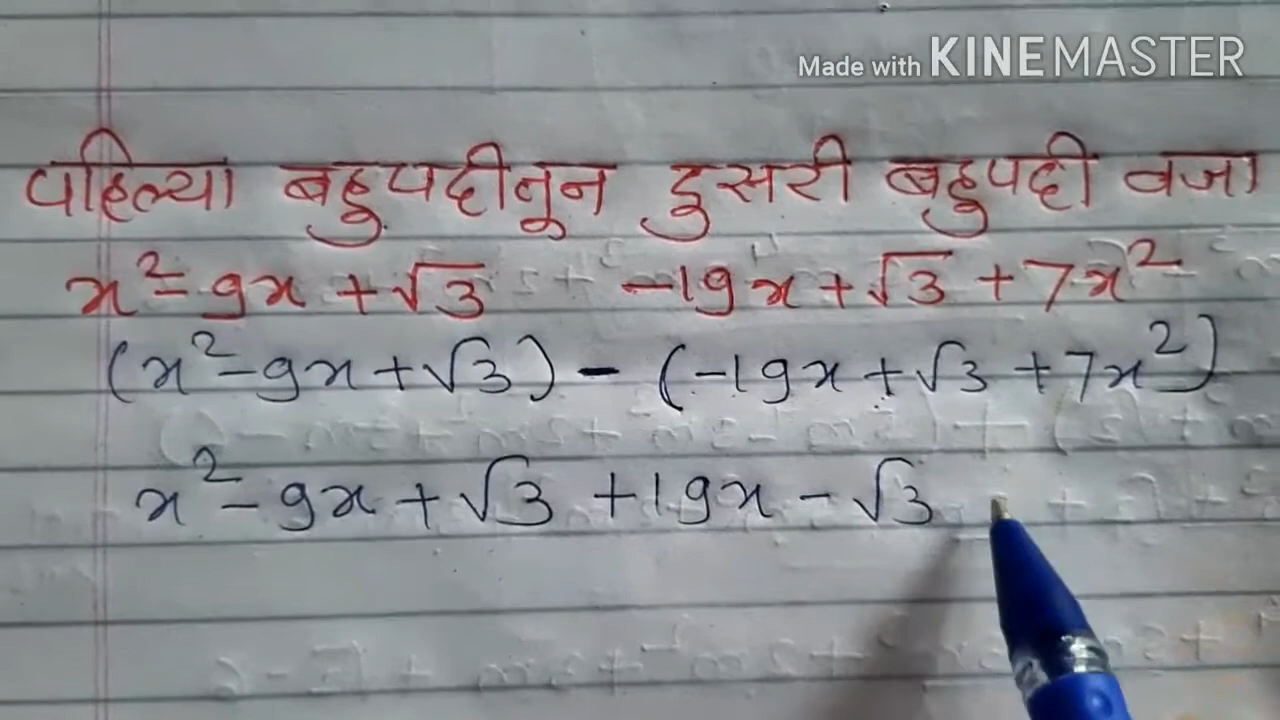 Made with KINEMASTER
पहिल्या बहुपदीतून दुसरी बहुपदी वजा
x² - 9x + √3 -19x + √3 + 7x²
(x² - 9x + √3) - (-19x + √3 + 7x²)
x² - 9x + √3 + 19x - √3